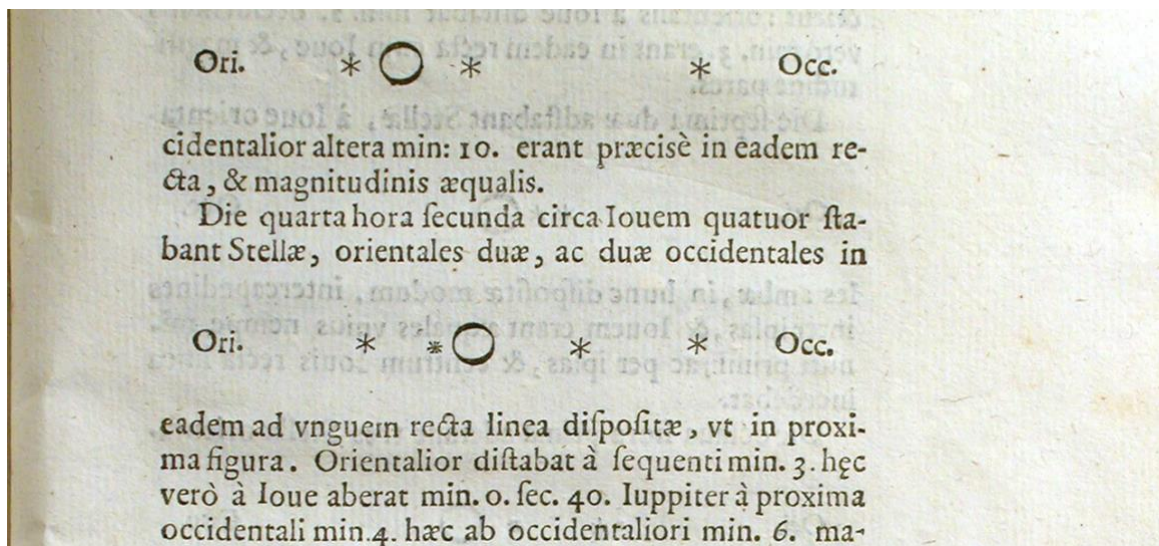 Ori. * O * * Occ.
cidentalior altera min: 10. erant præcisè in eadem re-
cta, & magnitudinis æqualis.
Die quarta hora ſecunda circa Iouem quatuor ſta-
bant Stellæ, orientales duæ, ac duæ occidentales in
Ori. * * O * * Occ.
eadem ad vnguem recta linea diſpoſitæ, vt in proxi-
ma figura. Orientalior diſtabat à ſequenti min. 3. hęc
verò à Ioue aberat min. 0. ſec. 40. Iuppiter à proxima
occidentali min. 4. hæc ab occidentaliori min. 6. ma-